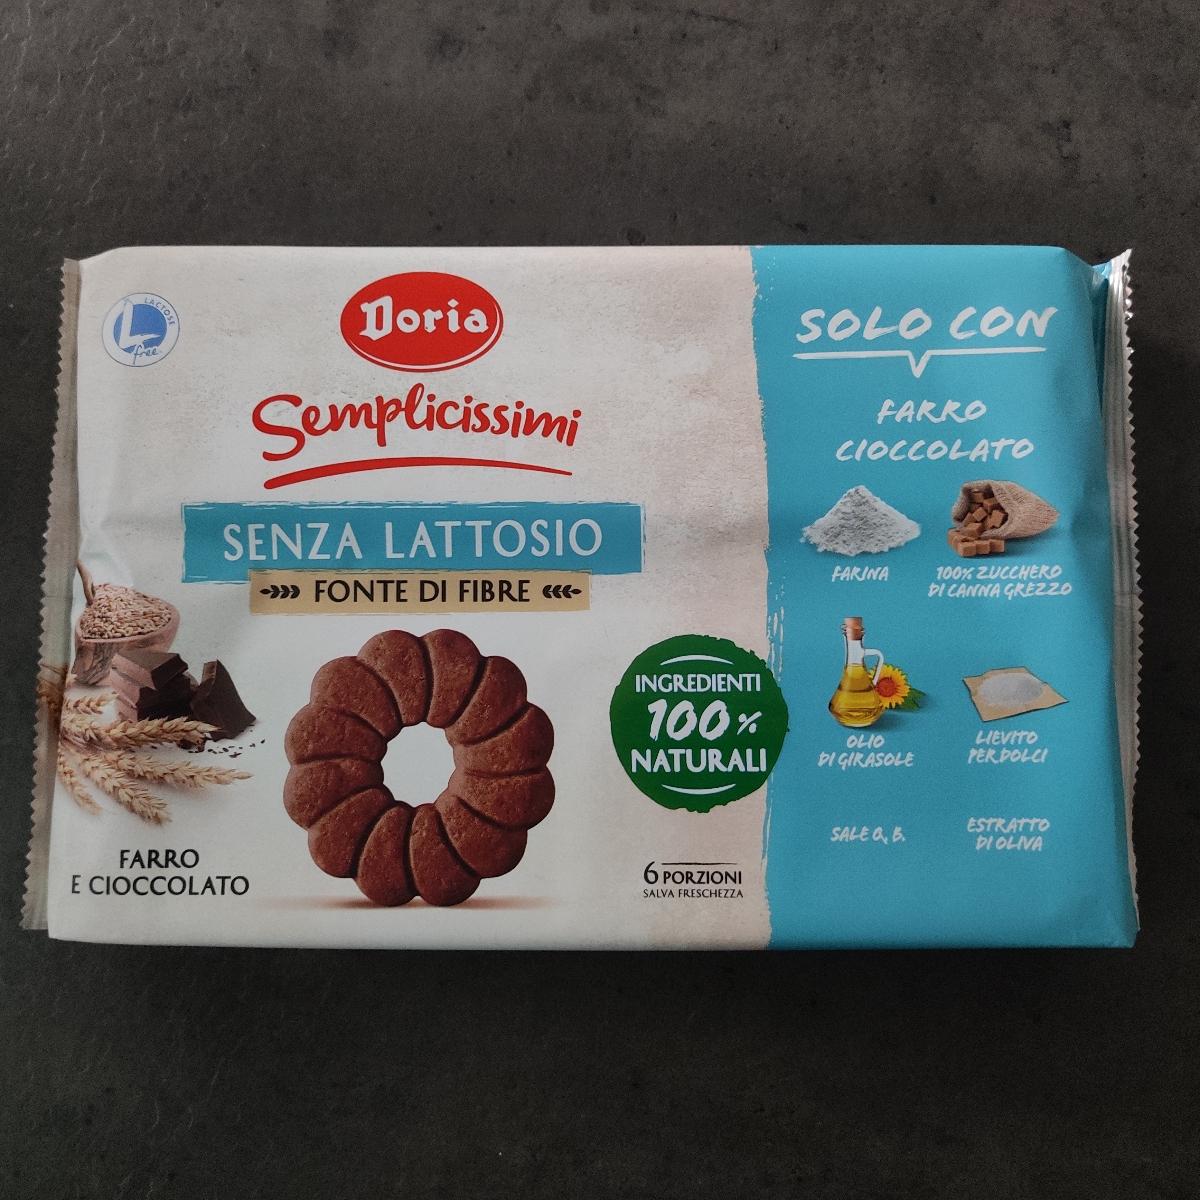 LACTOSE
free
Doria
Semplicissimi
SENZA LATTOSIO
FONTE DI FIBRE
INGREDIENTI
100%
NATURALI
FARRO
E CIOCCOLATO
6 PORZIONI
SALVA FRESCHEZZA
SOLO CON
FARRO
CIOCCOLATO
FARINA
100% ZUCCHERO
DI CANNA GREZZO
OLIO
DI GIRASOLE
LIEVITO
PER DOLCI
SALE Q. B.
ESTRATTO
DI OLIVA